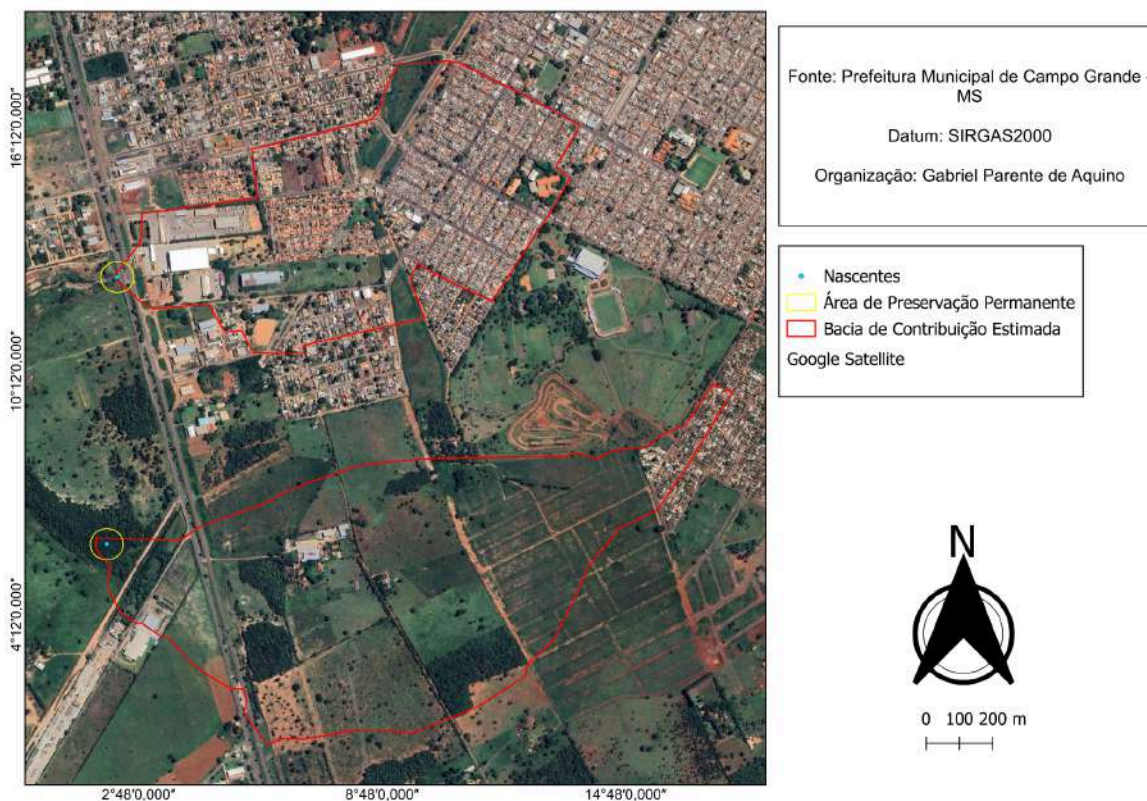 16°12'0,000"
10°12'0,000"
4°12'0,000"
2°48'0,000"
8°48'0,000"
14°48'0,000"
Fonte: Prefeitura Municipal de Campo Grande -
MS
Datum: SIRGAS2000
Organização: Gabriel Parente de Aquino
Nascentes
Área de Preservação Permanente
Bacia de Contribuição Estimada
Google Satellite
N
0 100 200 m